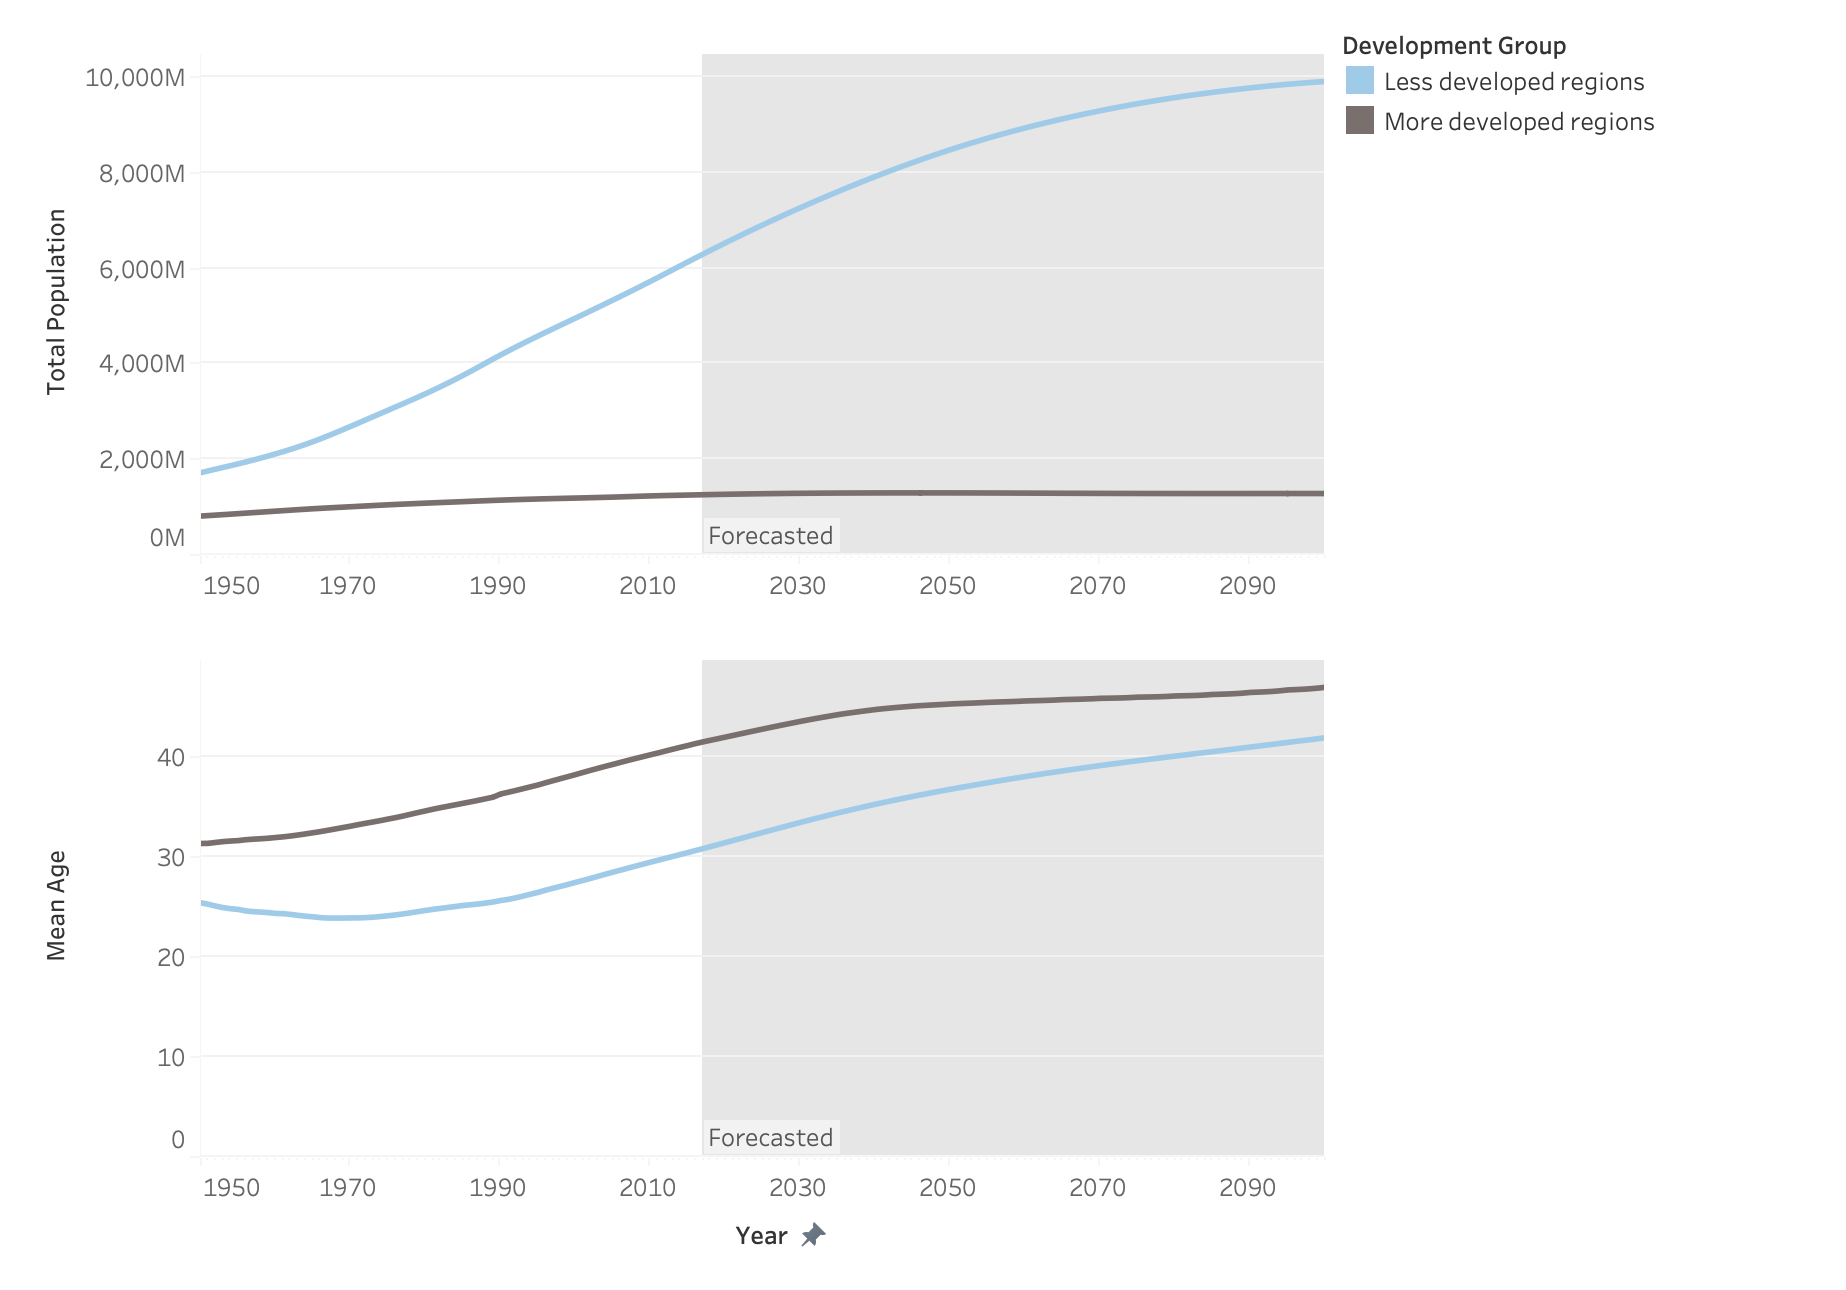 Development Group
Less developed regions
More developed regions
Total Population
10,000M
8,000M
6,000M
4,000M
2,000M
0M
Forecasted
1950 1970 1990 2010 2030 2050 2070 2090
Mean Age
40
30
20
10
0
Forecasted
1950 1970 1990 2010 2030 2050 2070 2090
Year